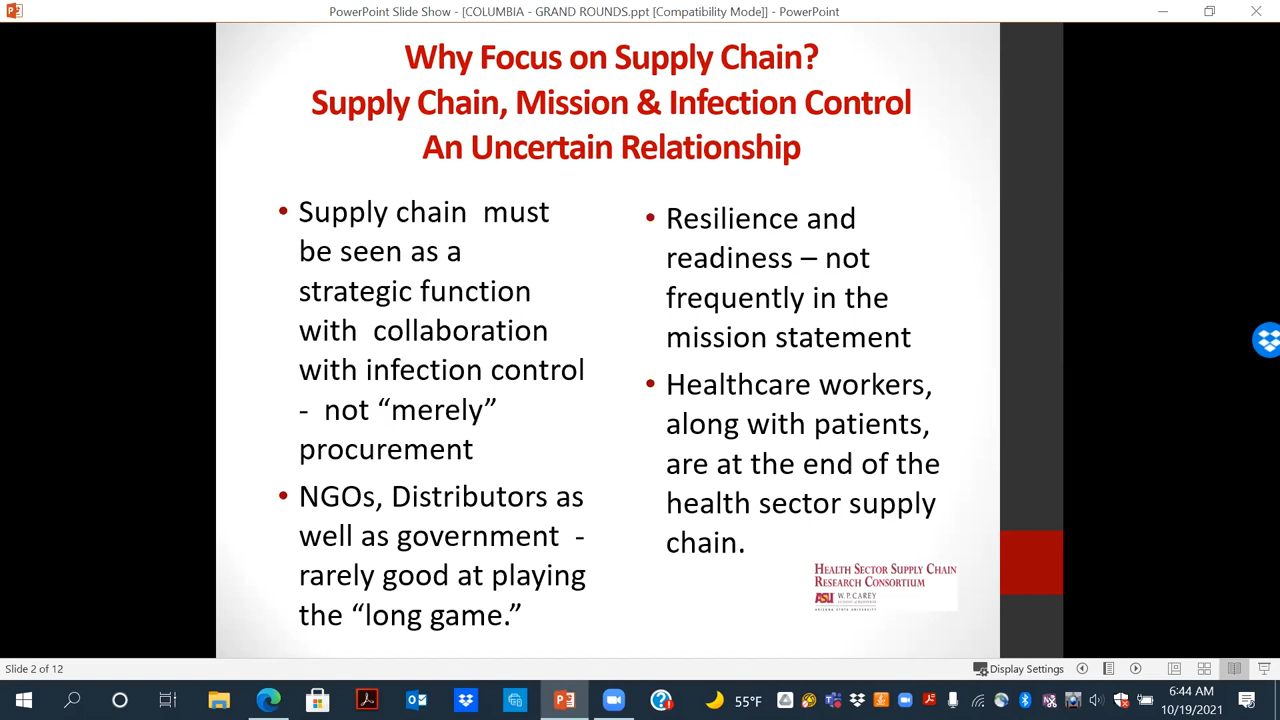 PowerPoint Slide Show - [COLUMBIA - GRAND ROUNDS.ppt [Compatibility Mode]] - PowerPoint
Why Focus on Supply Chain?
Supply Chain, Mission & Infection Control
An Uncertain Relationship
• Supply chain  must
be seen as a
strategic function
with  collaboration
with infection control
-  not “merely”
procurement
• NGOs, Distributors as
well as government  -
rarely good at playing
the “long game.”
• Resilience and
readiness – not
frequently in the
mission statement
• Healthcare workers,
along with patients,
are at the end of the
health sector supply
chain.
HEALTH SECTOR SUPPLY CHAIN
RESEARCH CONSORTIUM
ASU W. P. CAREY
ARIZONA STATE UNIVERSITY
Slide 2 of 12
Display Settings
55°F
6:44 AM
10/19/2021